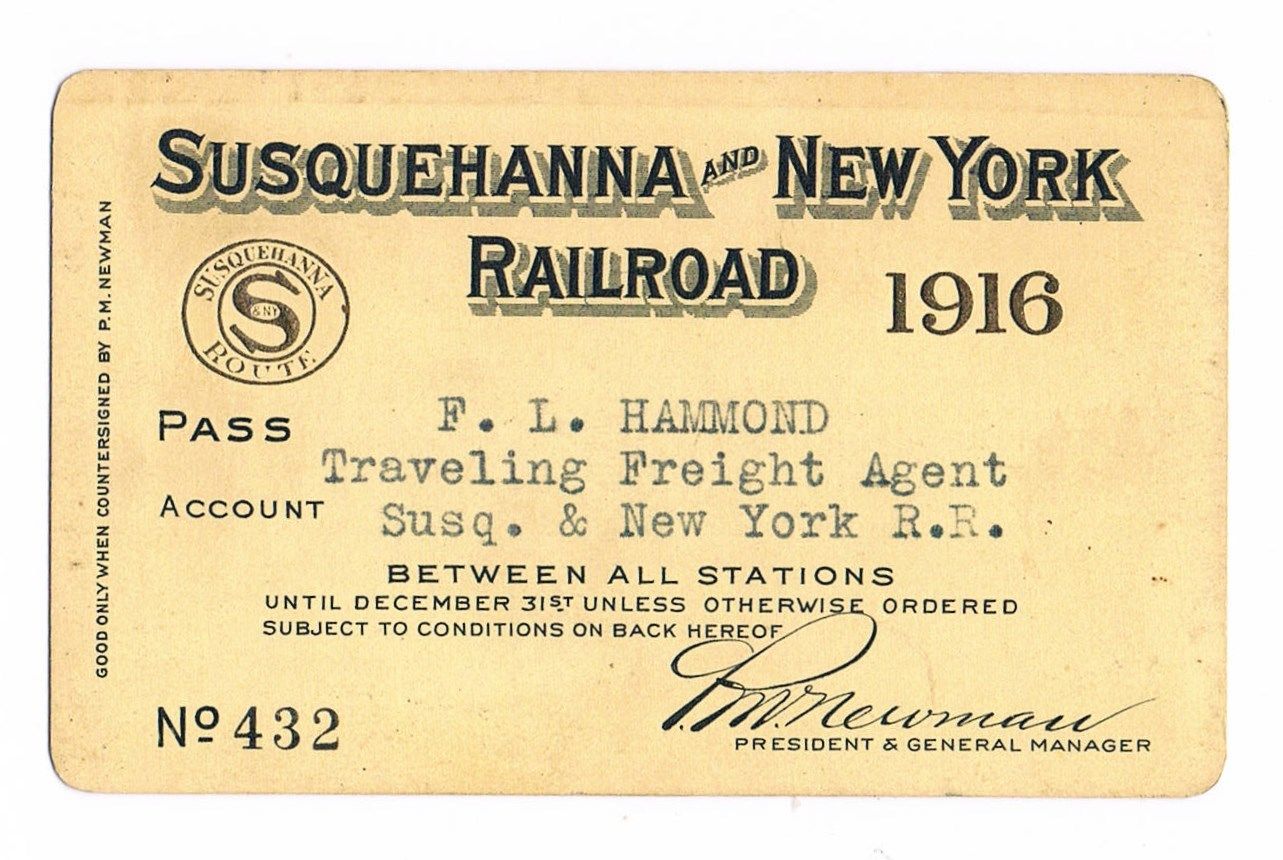 SUSQUEHANNA AND NEW YORK
RAILROAD
1916
SUSQUEHANNA
S
& NY
ROUTE
PASS
F. L. HAMMOND
Traveling Freight Agent
ACCOUNT
Susq. & New York R.R.
BETWEEN ALL STATIONS
UNTIL DECEMBER 31ST UNLESS OTHERWISE ORDERED
SUBJECT TO CONDITIONS ON BACK HEREOF
No 432
P.M. Newman
PRESIDENT & GENERAL MANAGER
GOOD ONLY WHEN COUNTERSIGNED BY P. M. NEWMAN